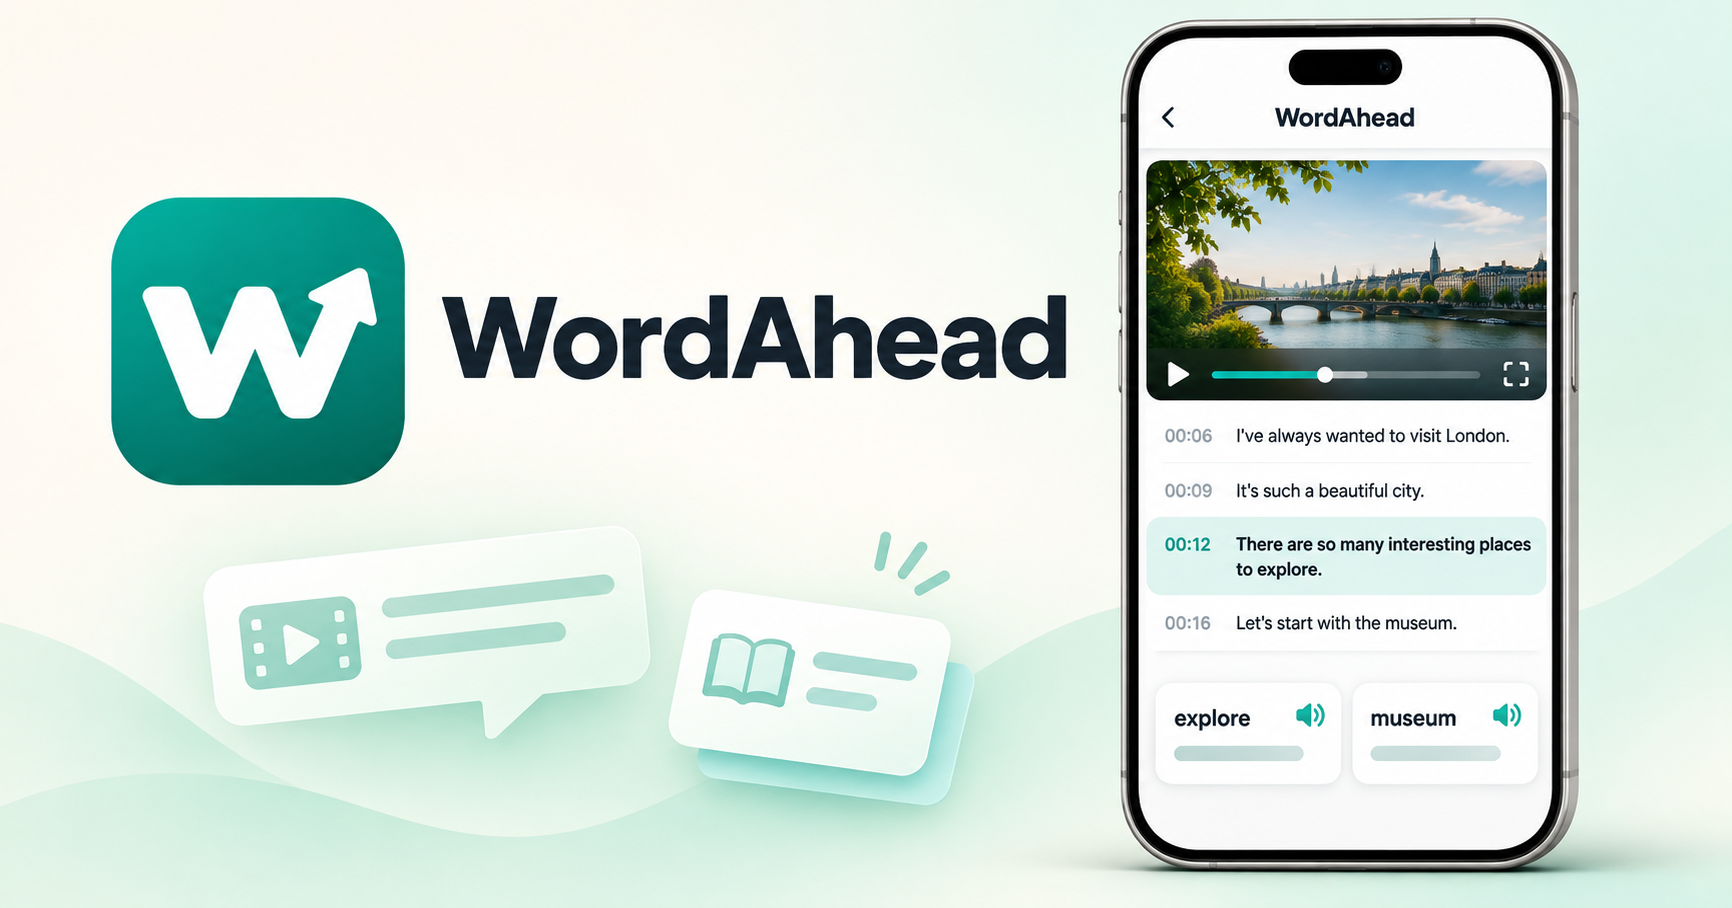 WordAhead
WordAhead
00:06 I've always wanted to visit London.
00:09 It's such a beautiful city.
00:12 There are so many interesting places
to explore.
00:16 Let's start with the museum.
explore
museum